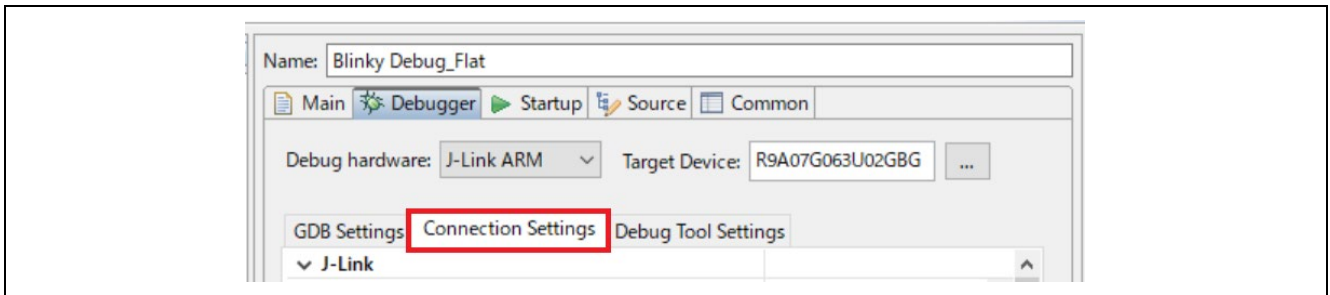 Name: Blinky Debug_Flat
Main Debugger Startup Source Common
Debug hardware: J-Link ARM Target Device: R9A07G063U02GBG ...
GDB Settings Connection Settings Debug Tool Settings
J-Link